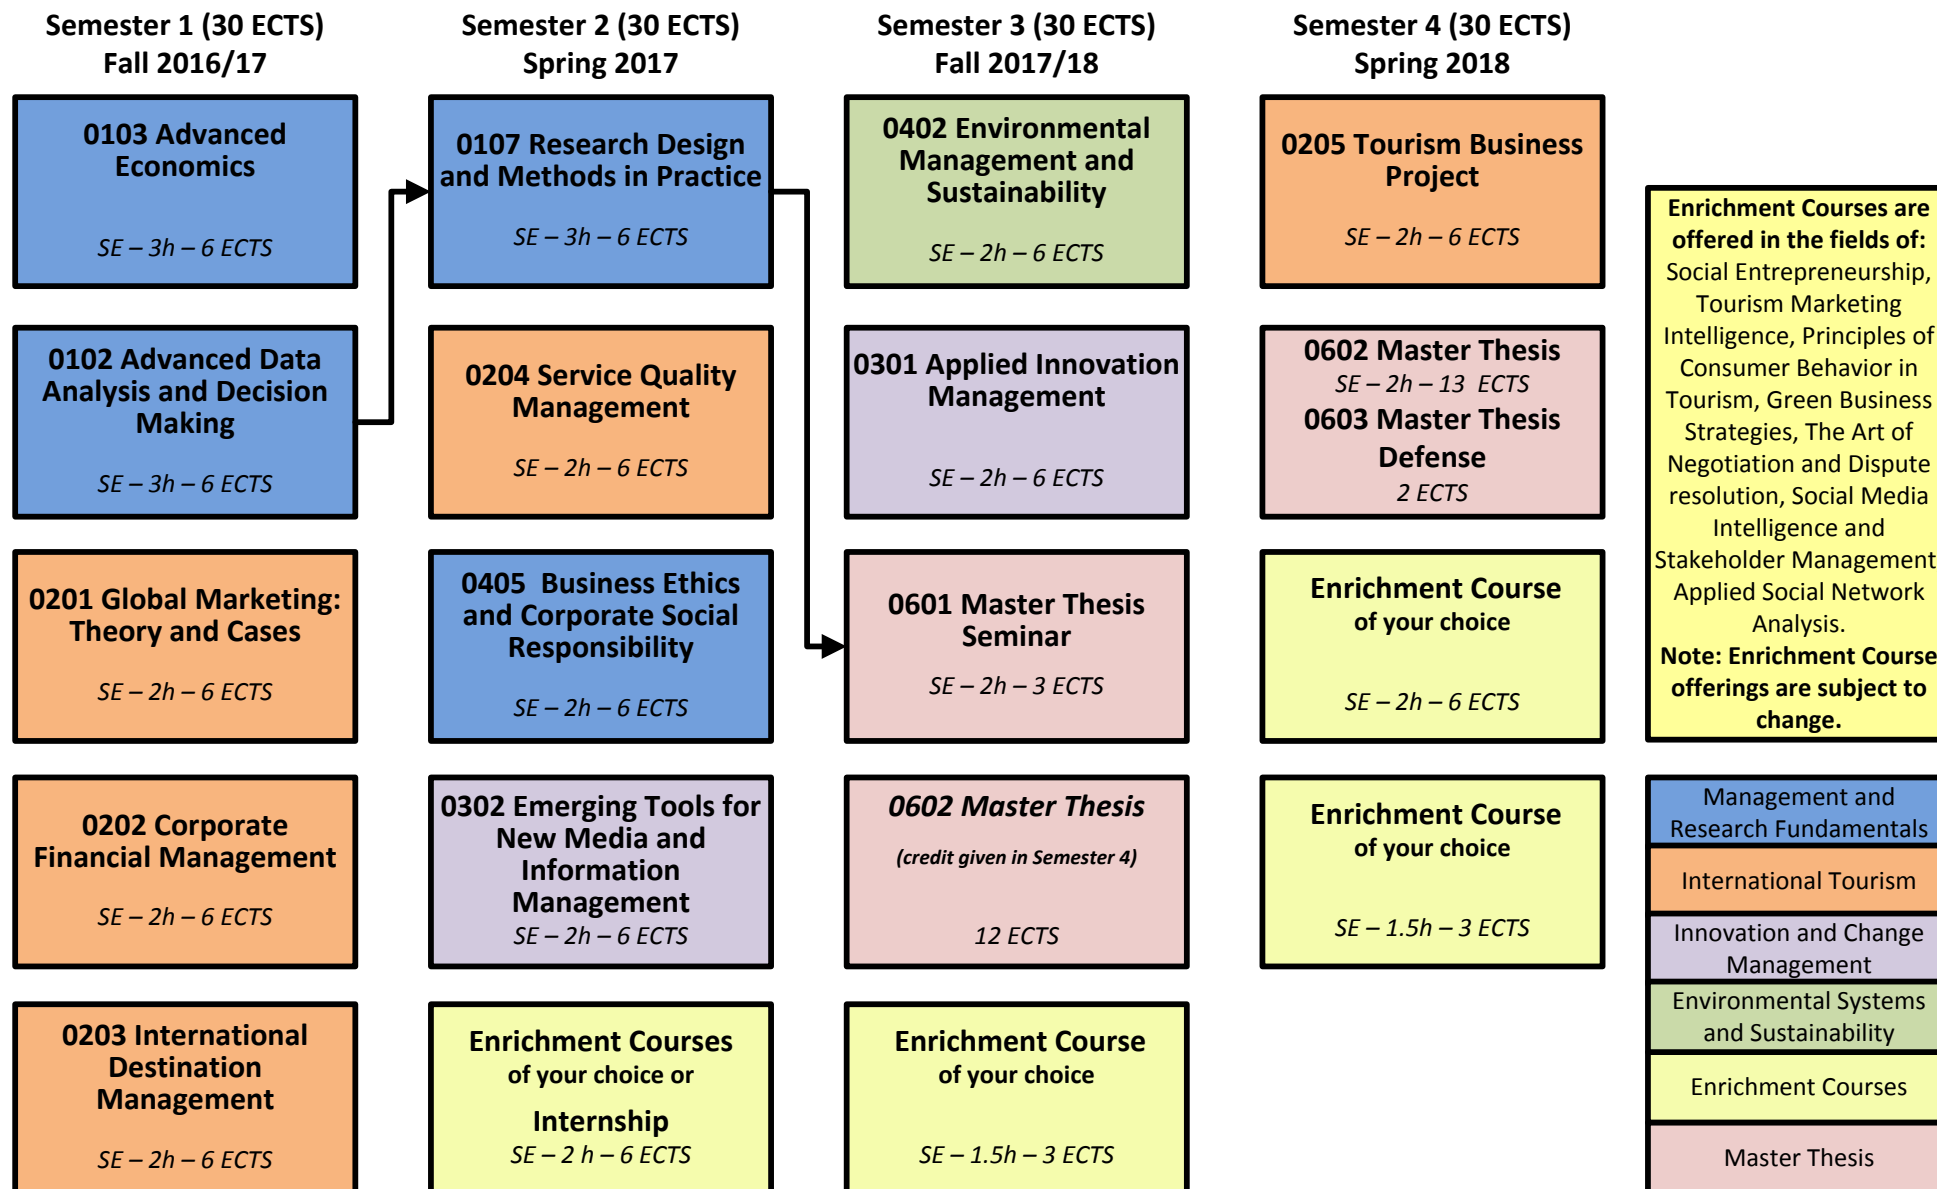 Semester 1 (30 ECTS)
Fall 2016/17
0103 Advanced
Economics
SE – 3h – 6 ECTS
0102 Advanced Data
Analysis and Decision
Making
SE – 3h – 6 ECTS
0201 Global Marketing:
Theory and Cases
SE – 2h – 6 ECTS
0202 Corporate
Financial Management
SE – 2h – 6 ECTS
0203 International
Destination
Management
SE – 2h – 6 ECTS
Semester 2 (30 ECTS)
Spring 2017
0107 Research Design
and Methods in Practice
SE – 3h – 6 ECTS
0204 Service Quality
Management
SE – 2h – 6 ECTS
0405 Business Ethics
and Corporate Social
Responsibility
SE – 2h – 6 ECTS
0302 Emerging Tools for
New Media and
Information
Management
SE – 2h – 6 ECTS
Enrichment Courses
of your choice or
Internship
SE – 2 h – 6 ECTS
Semester 3 (30 ECTS)
Fall 2017/18
0402 Environmental
Management and
Sustainability
SE – 2h – 6 ECTS
0301 Applied Innovation
Management
SE – 2h – 6 ECTS
0601 Master Thesis
Seminar
SE – 2h – 3 ECTS
0602 Master Thesis
(credit given in Semester 4)
12 ECTS
Enrichment Course
of your choice
SE – 1.5h – 3 ECTS
Semester 4 (30 ECTS)
Spring 2018
0205 Tourism Business
Project
SE – 2h – 6 ECTS
0602 Master Thesis
SE – 2h – 13 ECTS
0603 Master Thesis
Defense
2 ECTS
Enrichment Course
of your choice
SE – 2h – 6 ECTS
Enrichment Course
of your choice
SE – 1.5h – 3 ECTS
Enrichment Courses are
offered in the fields of:
Social Entrepreneurship,
Tourism Marketing
Intelligence, Principles of
Consumer Behavior in
Tourism, Green Business
Strategies, The Art of
Negotiation and Dispute
resolution, Social Media
Intelligence and
Stakeholder Management
Applied Social Network
Analysis.
Note: Enrichment Course
offerings are subject to
change.
Management and
Research Fundamentals
International Tourism
Innovation and Change
Management
Environmental Systems
and Sustainability
Enrichment Courses
Master Thesis